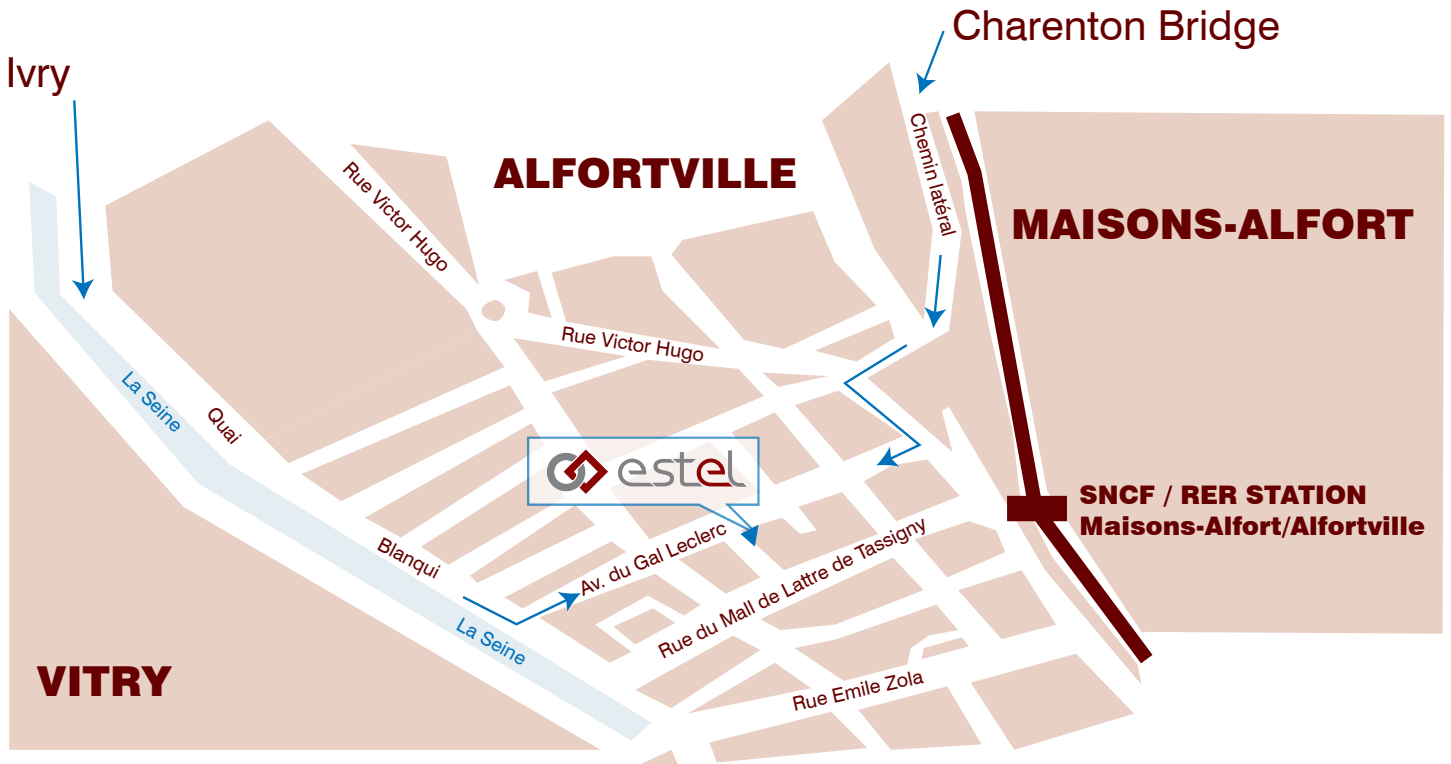 Charenton Bridge
Ivry
Chemin latéral
ALFORTVILLE
Rue Victor Hugo
MAISONS-ALFORT
Rue Victor Hugo
La Seine
Quai
estel
SNCF / RER STATION
Maisons-Alfort/Alfortville
Blanqui
Av. du Gal Leclerc
Rue du Mall de Lattre de Tassigny
La Seine
VITRY
Rue Emile Zola